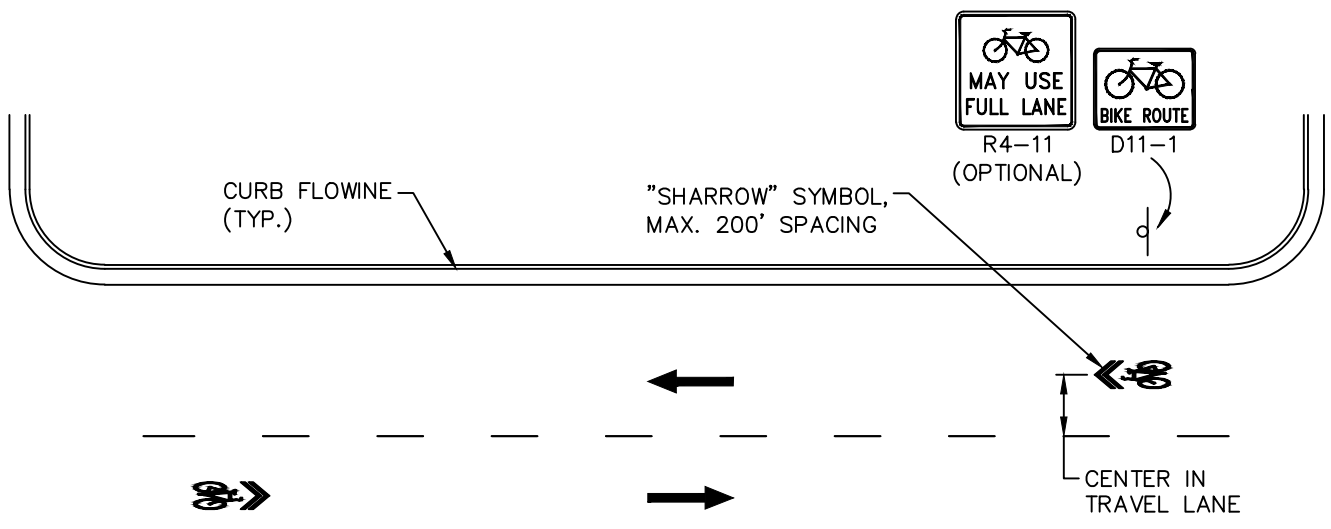 MAY USE
FULL LANE
BIKE ROUTE
R4-11
(OPTIONAL)
D11-1
CURB FLOWINE
(TYP.)
"SHARROW" SYMBOL,
MAX. 200' SPACING
CENTER IN
TRAVEL LANE